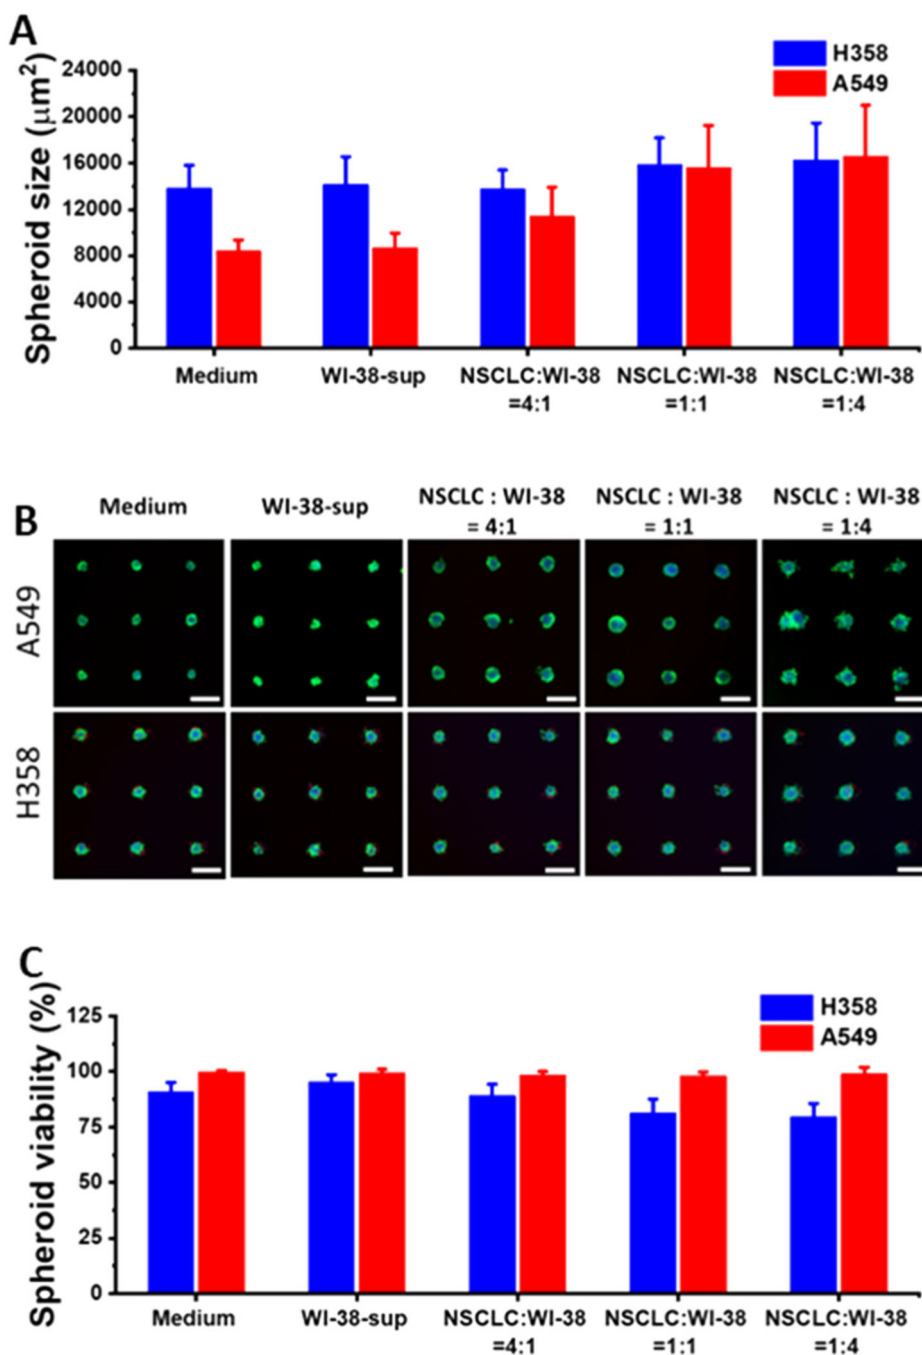 A
H358
A549
Spheroid size (μm²)
24000
20000
16000
12000
8000
4000
0
Medium WI-38-sup NSCLC:WI-38 NSCLC:WI-38 NSCLC:WI-38
=4:1 =1:1 =1:4
B
Medium WI-38-sup NSCLC : WI-38 NSCLC : WI-38 NSCLC : WI-38
= 4:1 = 1:1 = 1:4
A549
H358
C
H358
A549
Spheroid viability (%)
125
100
75
50
25
0
Medium WI-38-sup NSCLC:WI-38 NSCLC:WI-38 NSCLC:WI-38
=4:1 =1:1 =1:4